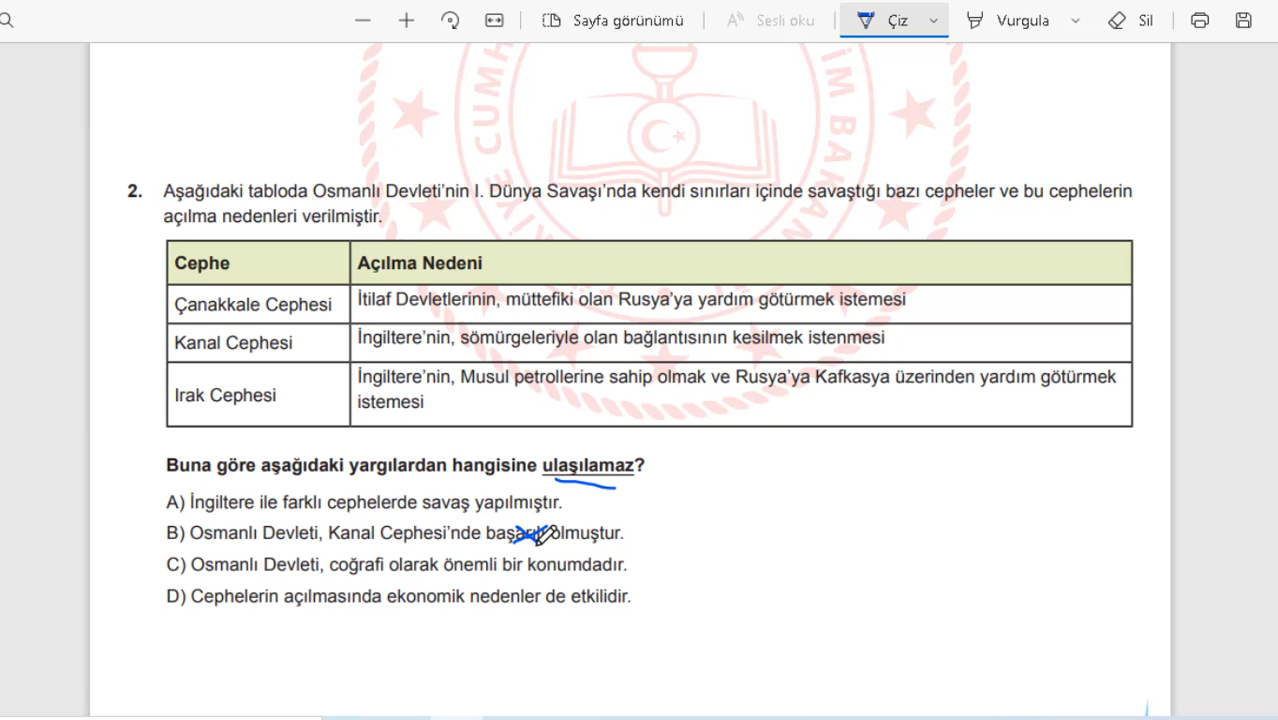 Sayfa görünümü
Sesli oku
Çiz
Vurgula
Sil
CUMH
İM BAKAN
İYE
2. Aşağıdaki tabloda Osmanlı Devleti’nin I. Dünya Savaşı’nda kendi sınırları içinde savaştığı bazı cepheler ve bu cephelerin
açılma nedenleri verilmiştir.
Cephe Açılma Nedeni
Çanakkale Cephesi İtilaf Devletlerinin, müttefiki olan Rusya’ya yardım götürmek istemesi
Kanal Cephesi İngiltere’nin, sömürgeleriyle olan bağlantısının kesilmek istenmesi
Irak Cephesi İngiltere’nin, Musul petrollerine sahip olmak ve Rusya’ya Kafkasya üzerinden yardım götürmek
istemesi
Buna göre aşağıdaki yargılardan hangisine ulaşılamaz?
A) İngiltere ile farklı cephelerde savaş yapılmıştır.
B) Osmanlı Devleti, Kanal Cephesi’nde başarılı olmuştur.
C) Osmanlı Devleti, coğrafi olarak önemli bir konumdadır.
D) Cephelerin açılmasında ekonomik nedenler de etkilidir.